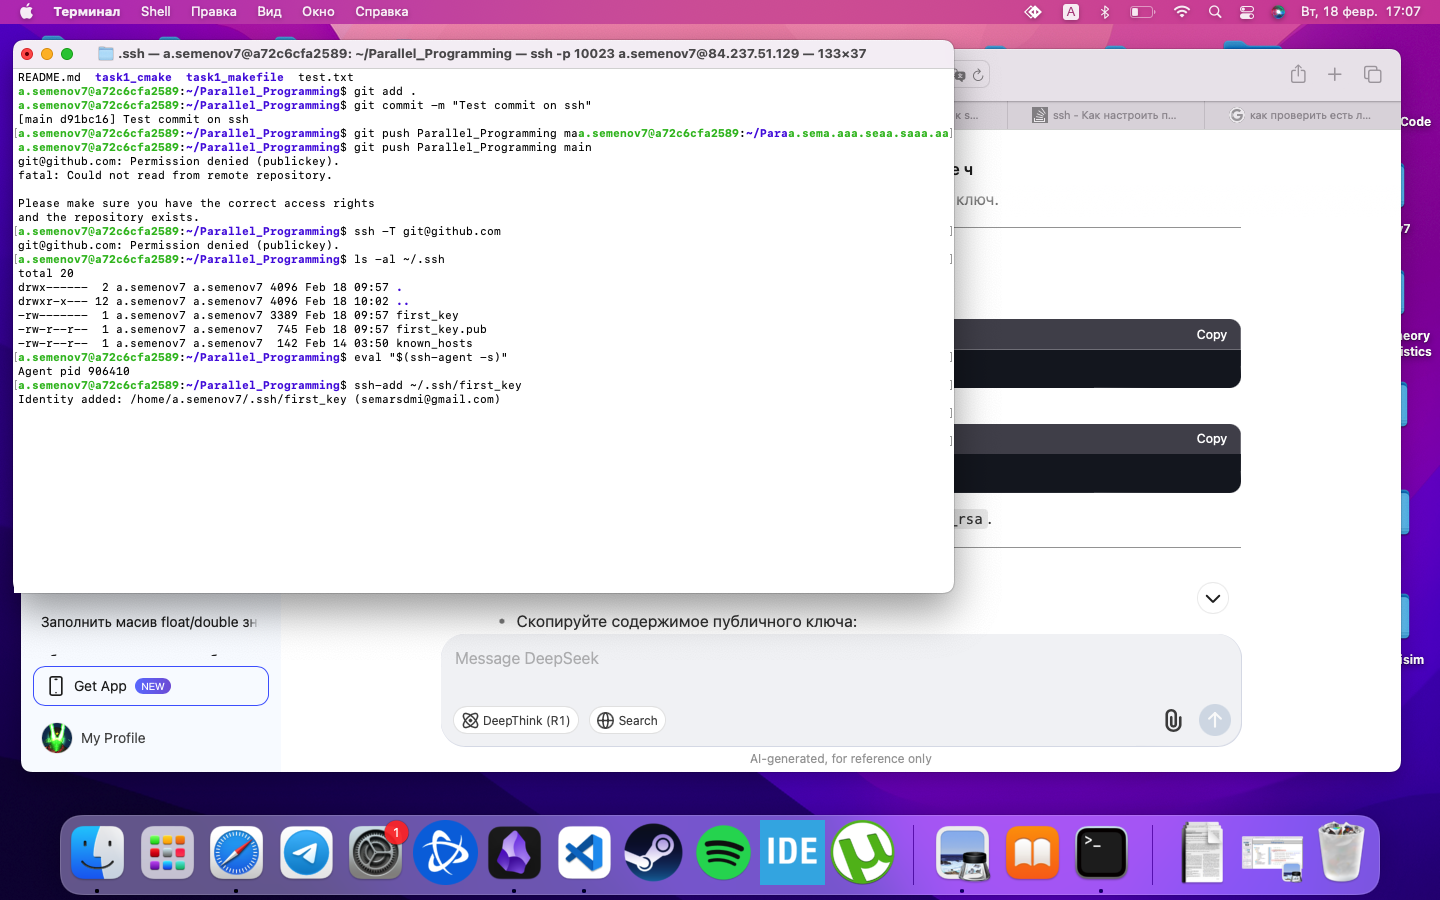 Терминал Shell Правка Вид Окно Справка A Вт, 18 февр. 17:07
.ssh — a.semenov7@a72c6cfa2589: ~/Parallel_Programming — ssh -p 10023 a.semenov7@84.237.51.129 — 133×37
README.md task1_cmake task1_makefile test.txt
a.semenov7@a72c6cfa2589:~/Parallel_Programming$ git add .
a.semenov7@a72c6cfa2589:~/Parallel_Programming$ git commit -m "Test commit on ssh"
[main d91bc16] Test commit on ssh
[a.semenov7@a72c6cfa2589:~/Parallel_Programming$ git push Parallel_Programming maa.semenov7@a72c6cfa2589:~/Paraa.sema.aaa.seaa.saaa.aa]
a.semenov7@a72c6cfa2589:~/Parallel_Programming$ git push Parallel_Programming main
git@github.com: Permission denied (publickey).
fatal: Could not read from remote repository.
Please make sure you have the correct access rights
and the repository exists.
[a.semenov7@a72c6cfa2589:~/Parallel_Programming$ ssh -T git@github.com ]
git@github.com: Permission denied (publickey).
[a.semenov7@a72c6cfa2589:~/Parallel_Programming$ ls -al ~/.ssh ]
total 20
drwx------ 2 a.semenov7 a.semenov7 4096 Feb 18 09:57 .
drwxr-x--- 12 a.semenov7 a.semenov7 4096 Feb 18 10:02 ..
-rw------- 1 a.semenov7 a.semenov7 3389 Feb 18 09:57 first_key
-rw-r--r-- 1 a.semenov7 a.semenov7 745 Feb 18 09:57 first_key.pub
-rw-r--r-- 1 a.semenov7 a.semenov7 142 Feb 14 03:50 known_hosts
[a.semenov7@a72c6cfa2589:~/Parallel_Programming$ eval "$(ssh-agent -s)" ]
Agent pid 906410
[a.semenov7@a72c6cfa2589:~/Parallel_Programming$ ssh-add ~/.ssh/first_key ]
Identity added: /home/a.semenov7/.ssh/first_key (semarsdmi@gmail.com)
]
]
к s...
ssh - Как настроить п...
как проверить есть л...
е ч
ключ.
Copy
Copy
_rsa.
Скопируйте содержимое публичного ключа:
Code
v7
eory
istics
isim
Заполнить масив float/double зн
Get App NEW
My Profile
Message DeepSeek
DeepThink (R1) Search
AI-generated, for reference only
1
IDE
>_